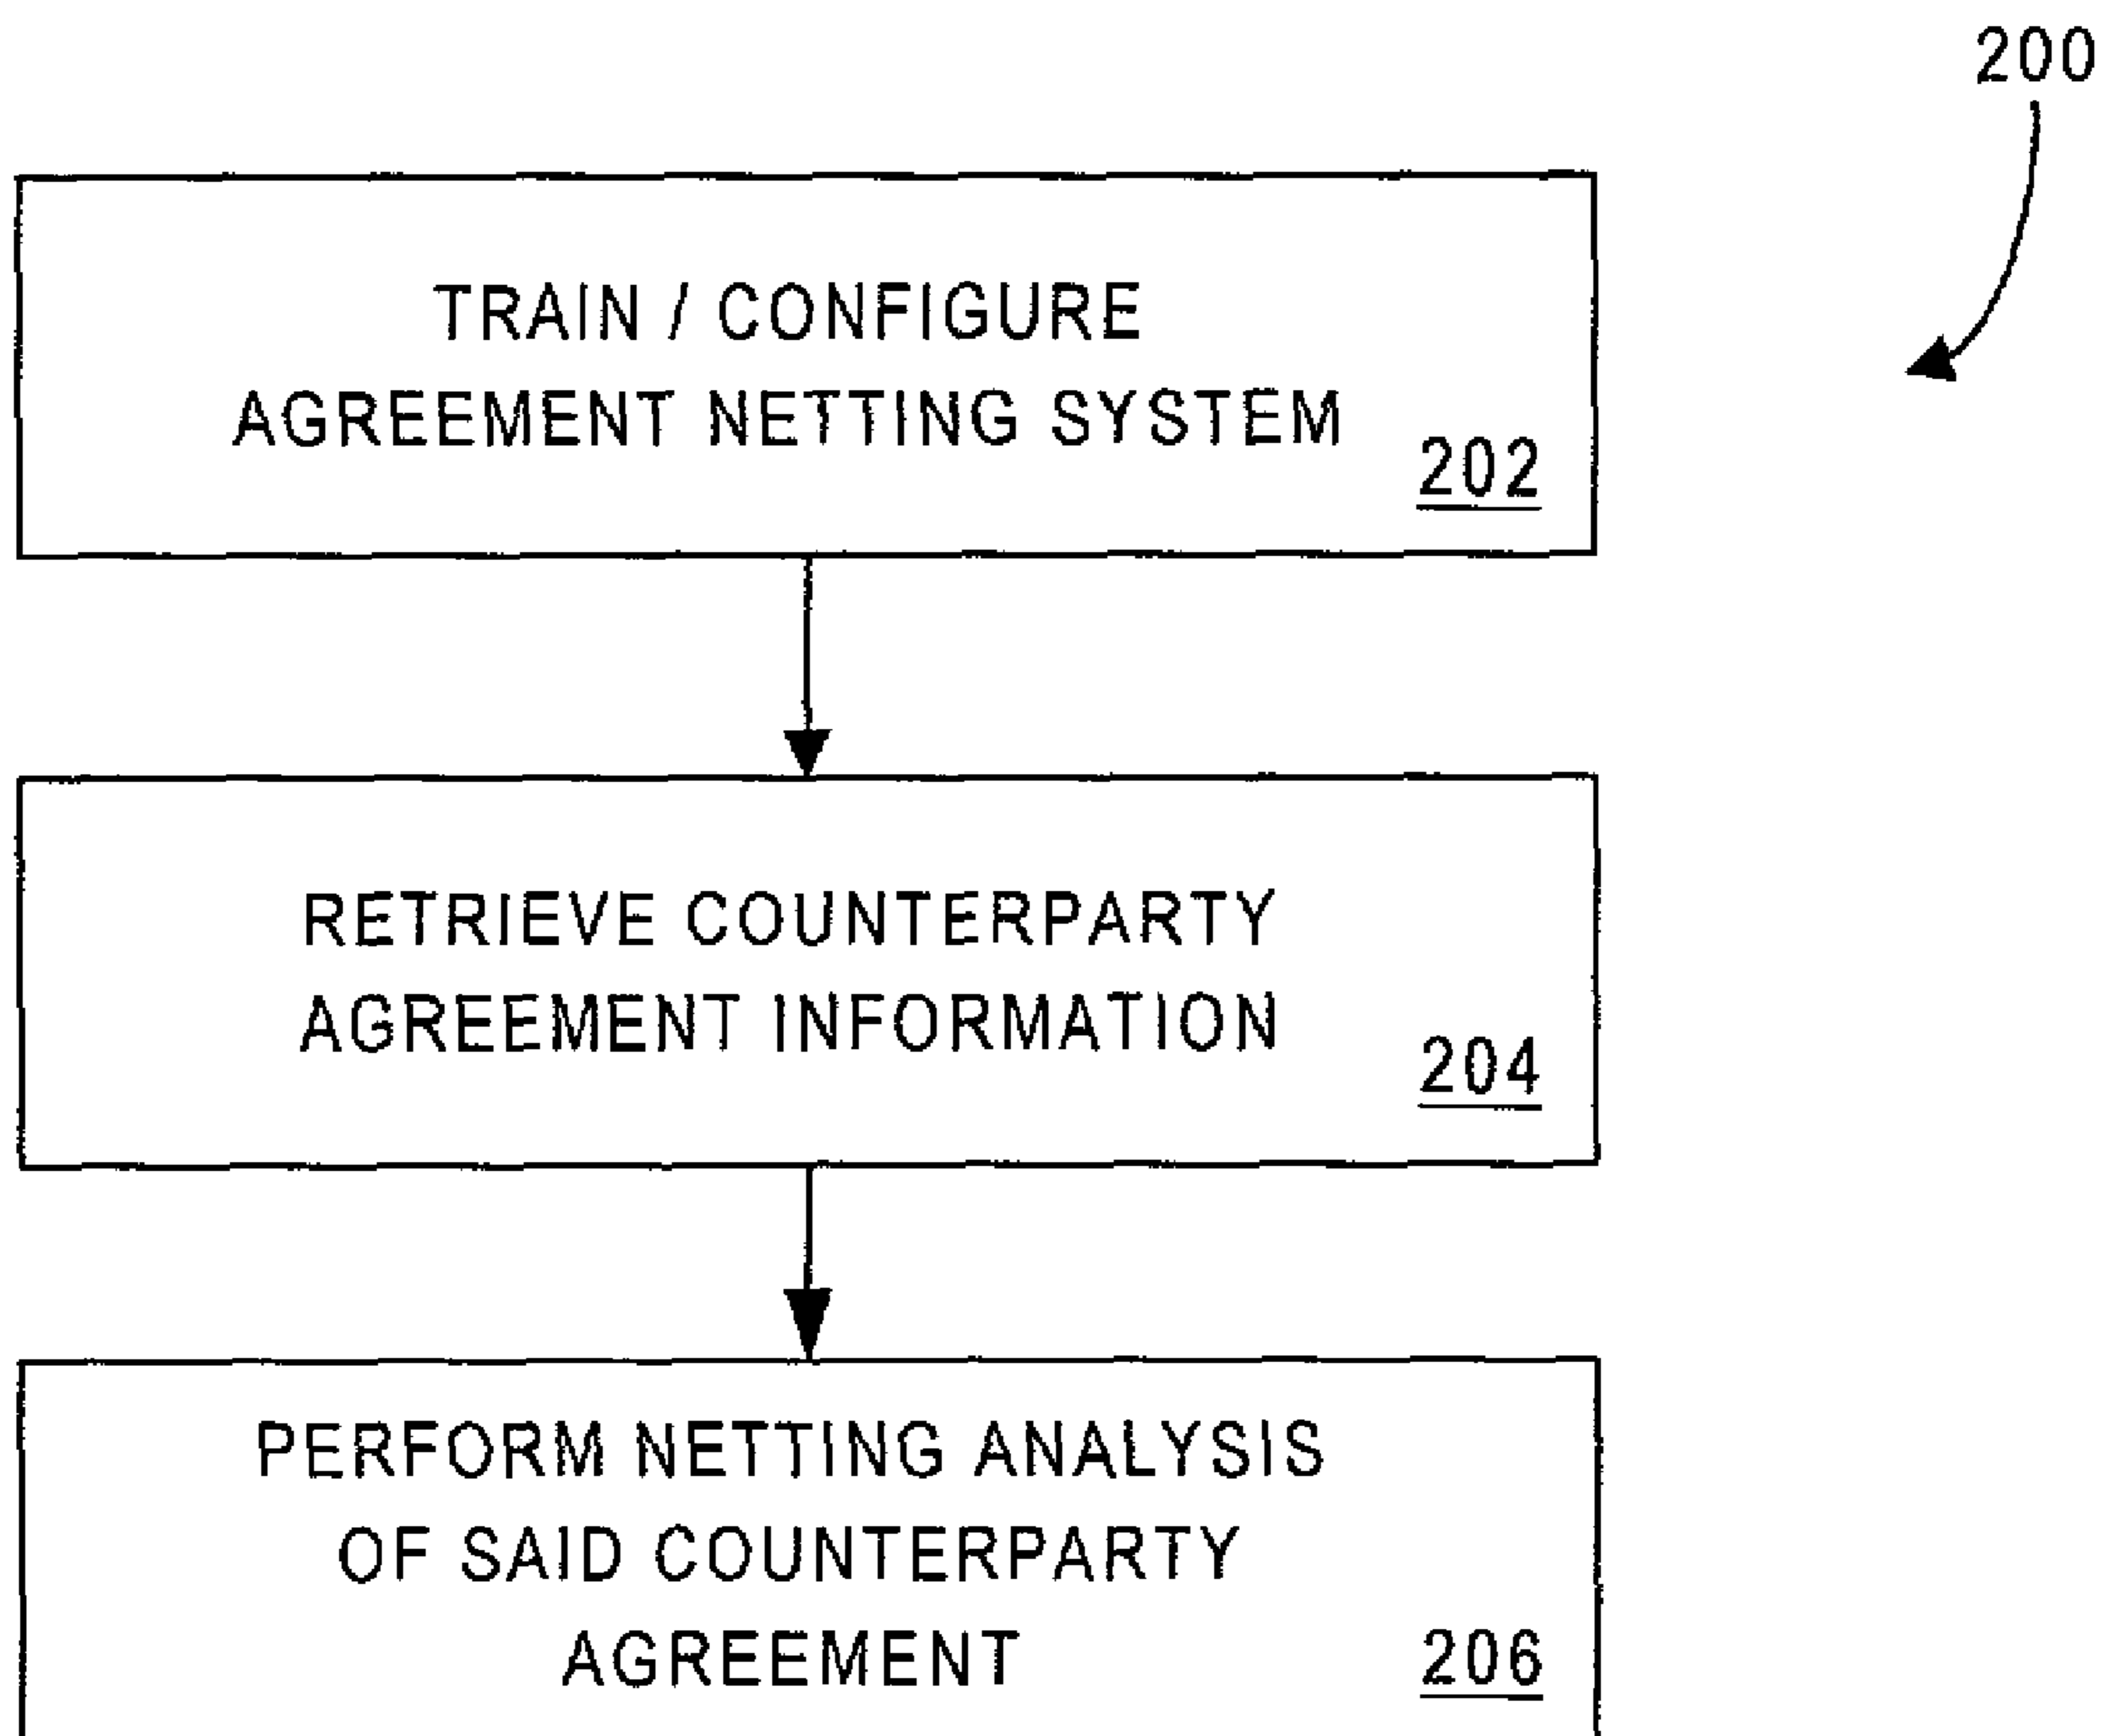 200
TRAIN / CONFIGURE
AGREEMENT NETTING SYSTEM
202
RETRIEVE COUNTERPARTY
AGREEMENT INFORMATION
204
PERFORM NETTING ANALYSIS
OF SAID COUNTERPARTY
AGREEMENT
206